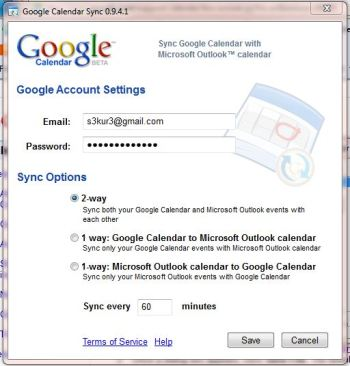 Google Calendar Sync 0.9.4.1
Google™
Calendar BETA
Sync Google Calendar with
Microsoft Outlook™ calendar
Google Account Settings
Email: s3kur3@gmail.com
Password: •••••••••••••
Sync Options
2-way
Sync both your Google Calendar and Microsoft Outlook events with
each other
1 way: Google Calendar to Microsoft Outlook calendar
Sync only your Google Calendar events with Microsoft Outlook calendar
1-way: Microsoft Outlook calendar to Google Calendar
Sync only your Microsoft Outlook events with Google Calendar
Sync every 60 minutes
Terms of Service Help Save Cancel